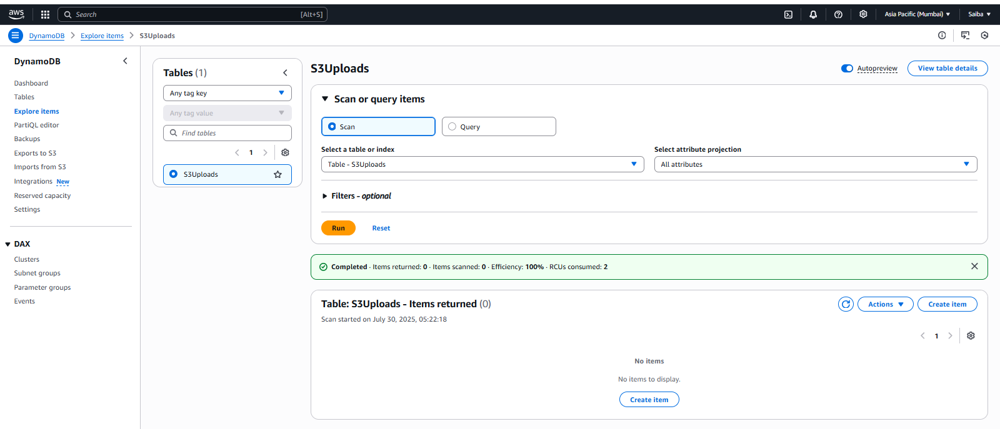 aws
Search [Alt+S]
Asia Pacific (Mumbai)
Saiba
DynamoDB > Explore items > S3Uploads
DynamoDB
Dashboard
Tables
Explore items
PartiQL editor
Backups
Exports to S3
Imports from S3
Integrations New
Reserved capacity
Settings
DAX
Clusters
Subnet groups
Parameter groups
Events
Tables (1)
Any tag key
Any tag value
Find tables
1
S3Uploads
S3Uploads
Autopreview
View table details
Scan or query items
Scan
Query
Select a table or index
Table - S3Uploads
Select attribute projection
All attributes
Filters - optional
Run
Reset
Completed · Items returned: 0 · Items scanned: 0 · Efficiency: 100% · RCUs consumed: 2
Table: S3Uploads - Items returned (0)
Actions
Create item
Scan started on July 30, 2025, 05:22:18
1
No items
No items to display.
Create item